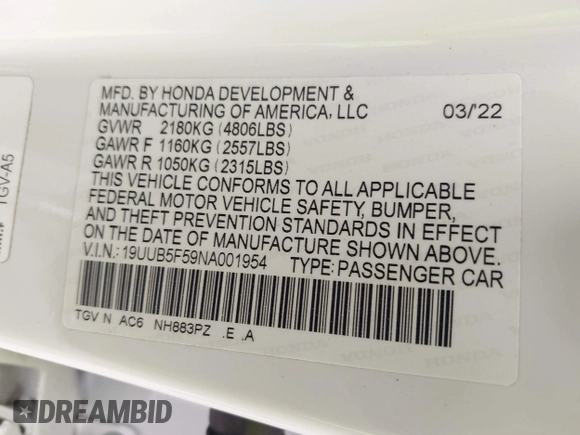 MFD. BY HONDA DEVELOPMENT &
MANUFACTURING OF AMERICA, LLC 03/'22
GVWR 2180KG (4806LBS)
GAWR F 1160KG (2557LBS)
GAWR R 1050KG (2315LBS)
THIS VEHICLE CONFORMS TO ALL APPLICABLE
FEDERAL MOTOR VEHICLE SAFETY, BUMPER,
AND THEFT PREVENTION STANDARDS IN EFFECT
ON THE DATE OF MANUFACTURE SHOWN ABOVE.
V.I.N.: 19UUB5F59NA001954 TYPE: PASSENGER CAR
TGV N AC6 NH883PZ .E .A
TGV-A5
DREAMBID